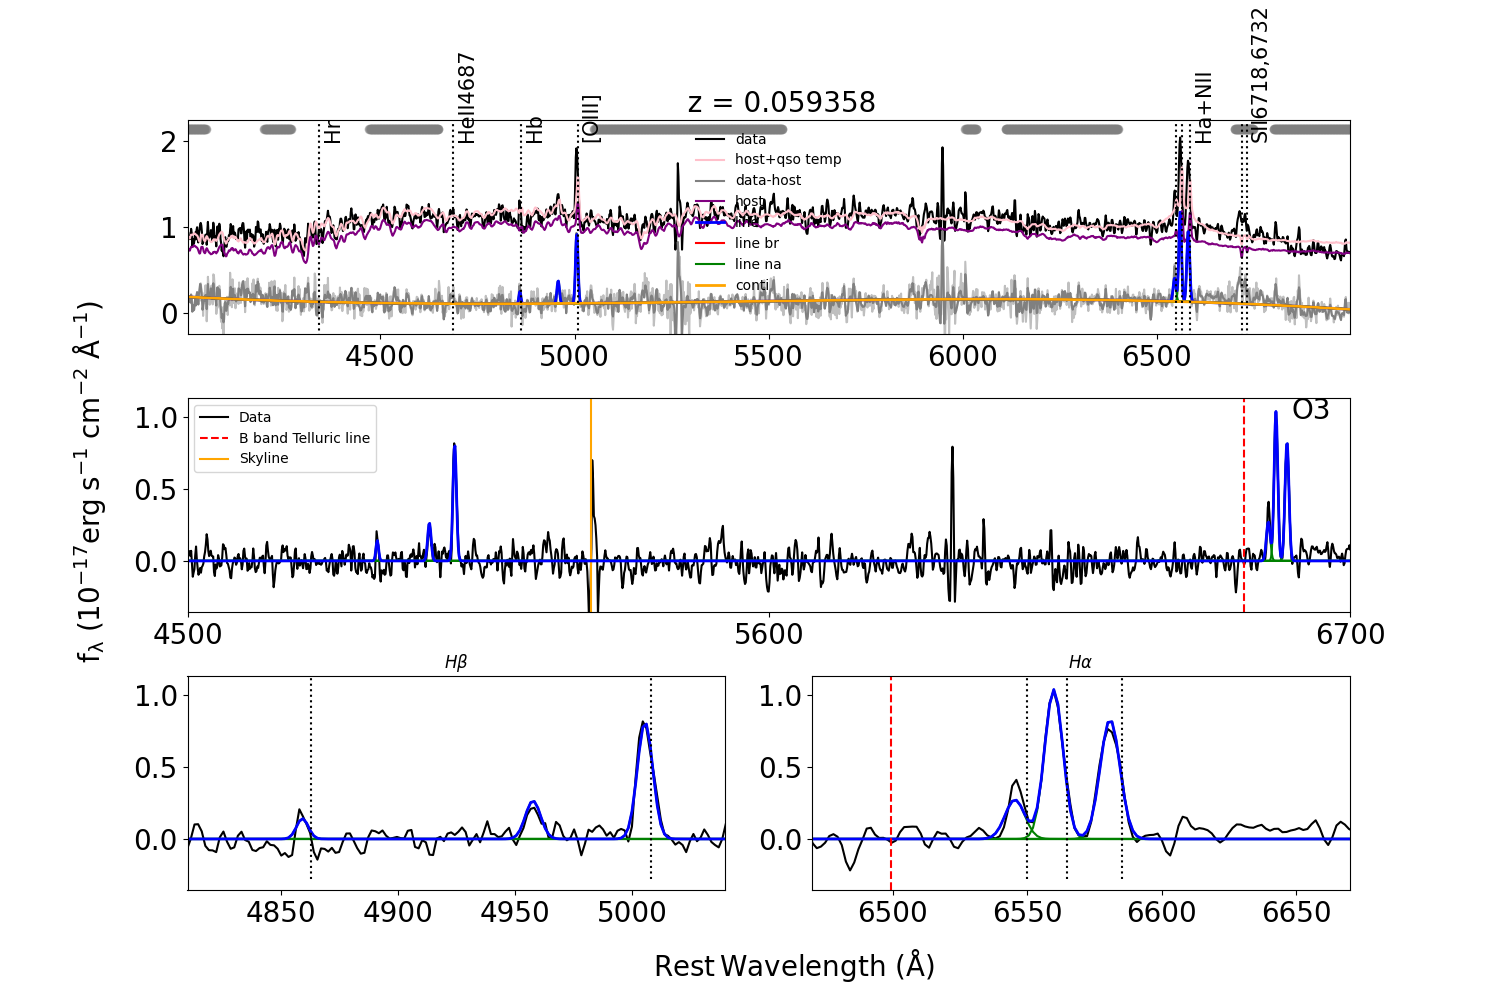 z = 0.059358
Hr
HeII4687
Hb
[OIII]
Ha+NII
SII6718,6732
data
host+qso temp
data-host
host
line
line br
line na
conti
2
1
0
4500 5000 5500 6000 6500
fλ (10⁻¹⁷erg s⁻¹ cm⁻² Å⁻¹)
O3
Data
B band Telluric line
Skyline
1.0
0.5
0.0
4500 5600 6700
Hβ
1.0
0.5
0.0
4850 4900 4950 5000
Hα
1.0
0.5
0.0
6500 6550 6600 6650
Rest Wavelength (Å)